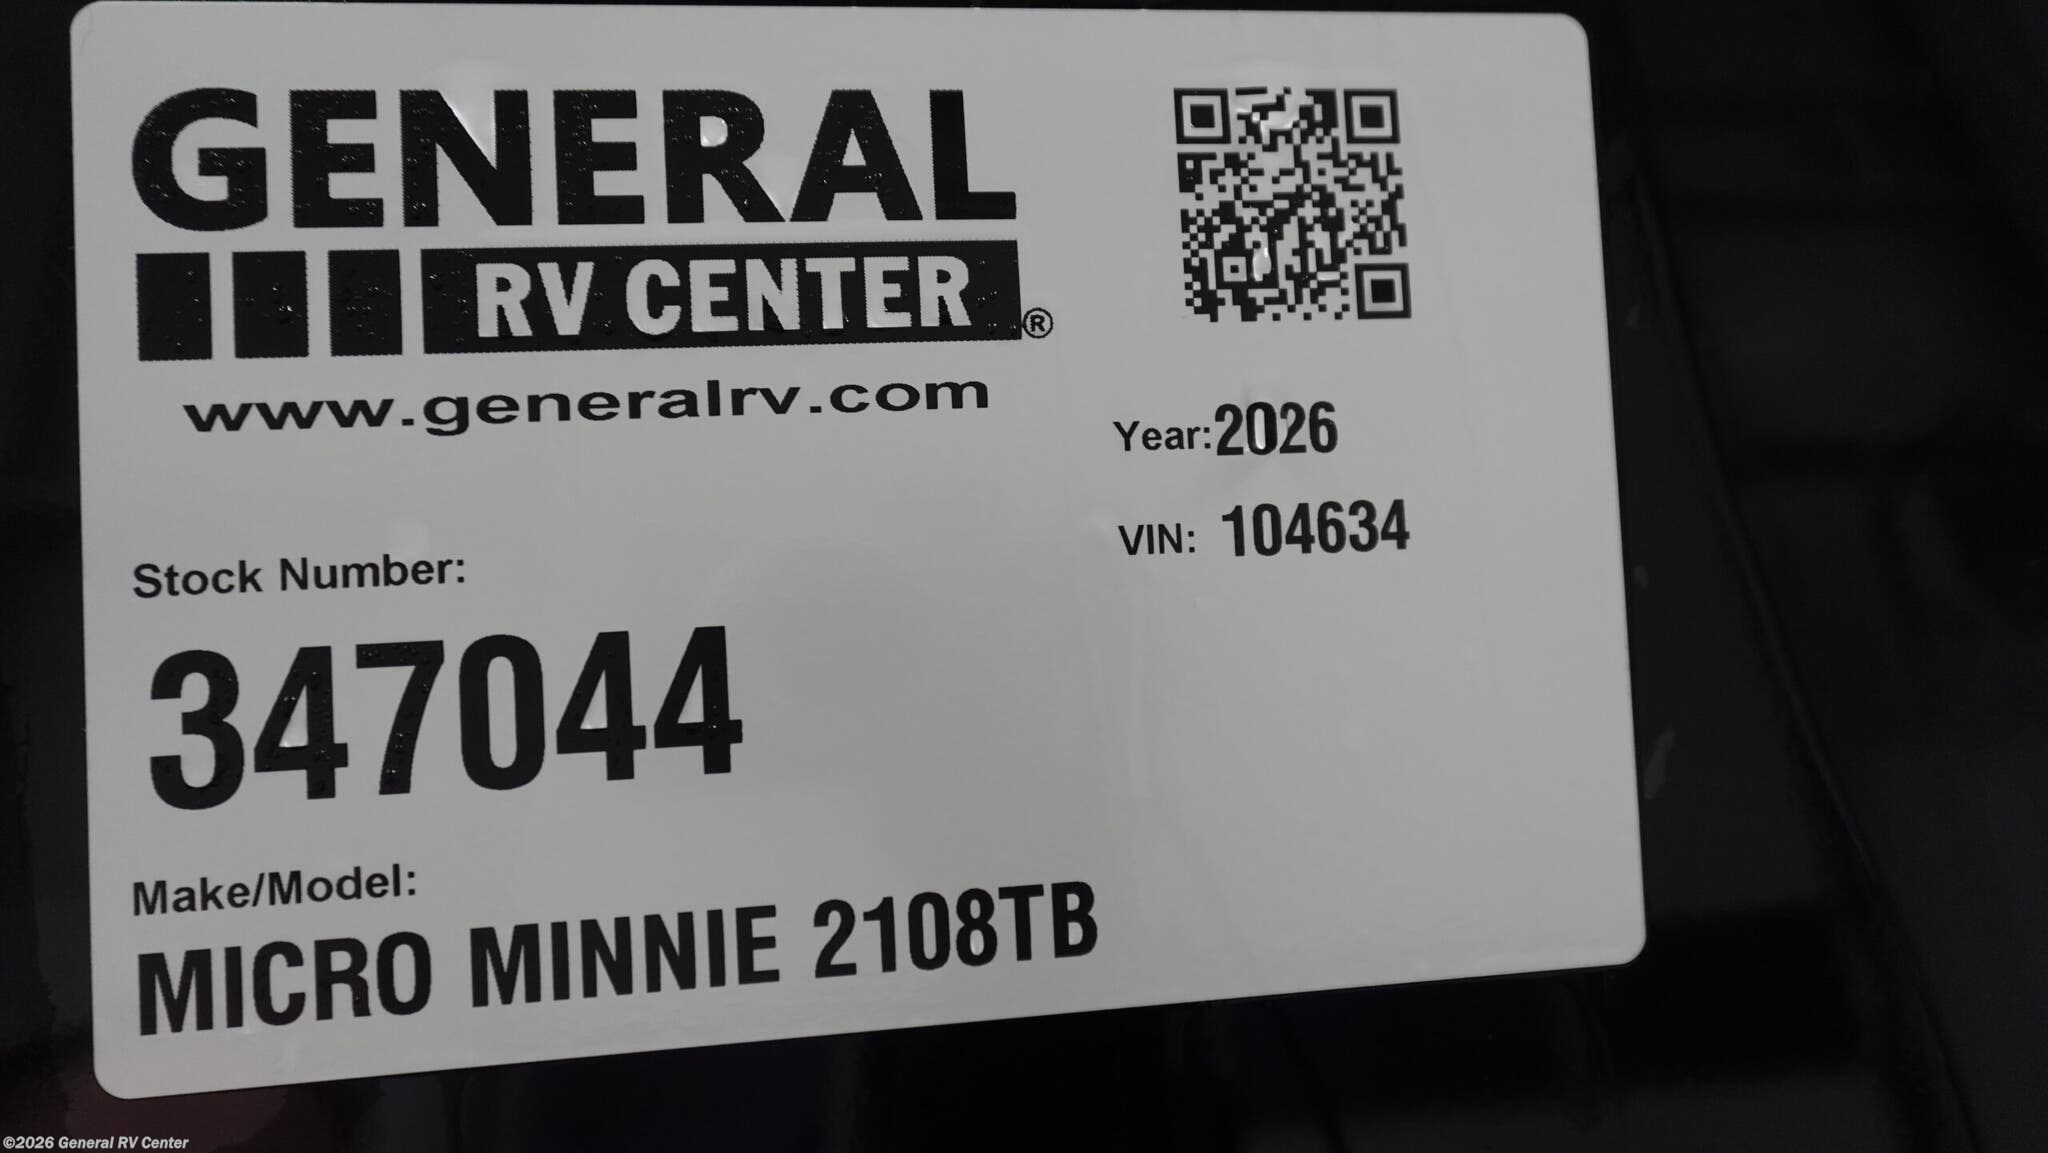 GENERAL
RV CENTER®
www.generalrv.com
Year:2026
VIN: 104634
Stock Number:
347044
Make/Model:
MICRO MINNIE 2108TB
©2026 General RV Center